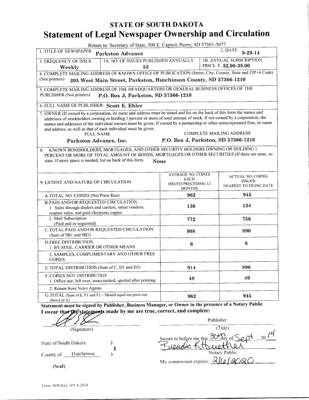 STATE OF SOUTH DAKOTA
Statement of Legal Newspaper Ownership and Circulation
Return to: Secretary of State, 500 E. Capitol, Pierre, SD 57501-5077
1. TITLE OF NEWSPAPER Parkston Advance 2. DATE 9-29-14
3. FREQUENCY OF ISSUE Weekly
3A. NO. OF ISSUES PUBLISHED ANNUALLY 52
3B. ANNUAL SUBSCRIPTION PRICE $
4. COMPLETE MAILING ADDRESS OF KNOWN OFFICE OF PUBLICATION (Street, City, County, State and ZIP+4 Code)
(Not printers) 205 West Main Street, Parkston, Hutchinson County, SD 57366-1210
5. COMPLETE MAILING ADDRESS OF THE HEADQUARTERS OR GENERAL BUSINESS OFFICES OF THE
PUBLISHER (Not printers) P.O. Box J, Parkston, SD 57366-1210
6. FULL NAME OF PUBLISHER: Scott E. Ehler
7. OWNER (If owned by a corporation, its name and address must be stated and list on the back of this form the names and
addresses of stockholders owning or holding 1 percent or more of total amount of stock. If not owned by a corporation, the
names and addresses of the individual owners must be given. If owned by a partnership or other unincorporated firm, its name
and address, as well as that of each individual must be given.
FULL NAME COMPLETE MAILING ADDRESS
Parkston Advance, Inc. P.O. Box J, Parkston, SD 57366-1210
8. KNOWN BONDHOLDERS, MORTGAGES, AND OTHER SECURITY HOLDERS OWNING OR HOLDING 1
PERCENT OR MORE OF TOTAL AMOUNT OF BONDS, MORTGAGES OR OTHER SECURITIES (If there are none, so
state. If more space is needed, list on back of this form) None
9. EXTENT AND NATURE OF CIRCULATION
AVERAGE NO. COPIES EACH ISSUED PRECEEDING 12 MONTHS
ACTUAL NO. COPIES ISSUED NEAREST TO FILING DATE
A. TOTAL NO. COPIES (Net Press Run) 962 945
B. PAID AND/OR REQUESTED CIRCULATION
1. Sales through dealers and carriers, street vendors, 136 134
counter sales, and paid electronic copies.
2. Mail Subscription 772 756
(Paid and/or requested)
C. TOTAL PAID AND/OR REQUESTED CIRCULATION 908 890
(Sum of 9B1 and 9B2)
D. FREE DISTRIBUTION 6 6
1. BY MAIL, CARRIER OR OTHER MEANS
2. SAMPLES, COMPLIMENTARY AND OTHER FREE
COPIES
E. TOTAL DISTRIBUTION (Sum of C, D1 and D2) 914 896
F. COPIES NOT DISTRIBUTED 48 49
1. Office use, left over, unaccounted, spoiled after printing
2. Return from News Agents
G. TOTAL (Sum of E, F1 and F2 - Should equal net press run 962 945
shown in A)
Statement must be signed by Publisher, Business Manager, or Owner in the presence of a Notary Public
I swear that the statements made by me are true, correct, and complete:
Publisher
(Signature) (Title)
State of South Dakota )
Sworn to before me this 30th day of Sept, 2014
County of Hutchinson )
Notary Public
My commission expires:
(Seal)